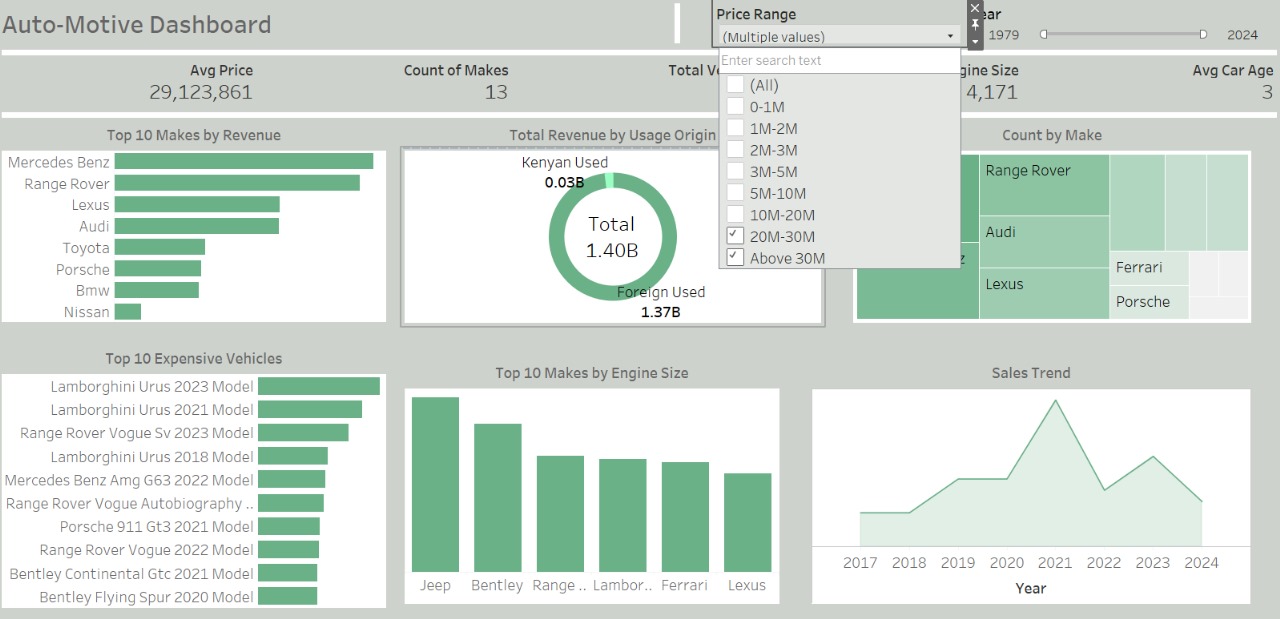 Auto-Motive Dashboard
Price Range
(Multiple values)
Enter search text
(All)
0-1M
1M-2M
2M-3M
3M-5M
5M-10M
10M-20M
20M-30M
Above 30M
1979
2024
Avg Price
29,123,861
Count of Makes
13
Total
Size
4,171
Avg Car Age
3
Top 10 Makes by Revenue
Mercedes Benz
Range Rover
Lexus
Audi
Toyota
Porsche
Bmw
Nissan
Total Revenue by Usage Origin
Kenyan Used
0.03B
Total
1.40B
Foreign Used
1.37B
Count by Make
Range Rover
Audi
Lexus
Ferrari
Porsche
Top 10 Expensive Vehicles
Lamborghini Urus 2023 Model
Lamborghini Urus 2021 Model
Range Rover Vogue Sv 2023 Model
Lamborghini Urus 2018 Model
Mercedes Benz Amg G63 2022 Model
Range Rover Vogue Autobiography ..
Porsche 911 Gt3 2021 Model
Range Rover Vogue 2022 Model
Bentley Continental Gtc 2021 Model
Bentley Flying Spur 2020 Model
Top 10 Makes by Engine Size
Jeep Bentley Range .. Lambor.. Ferrari Lexus
Sales Trend
2017 2018 2019 2020 2021 2022 2023 2024
Year